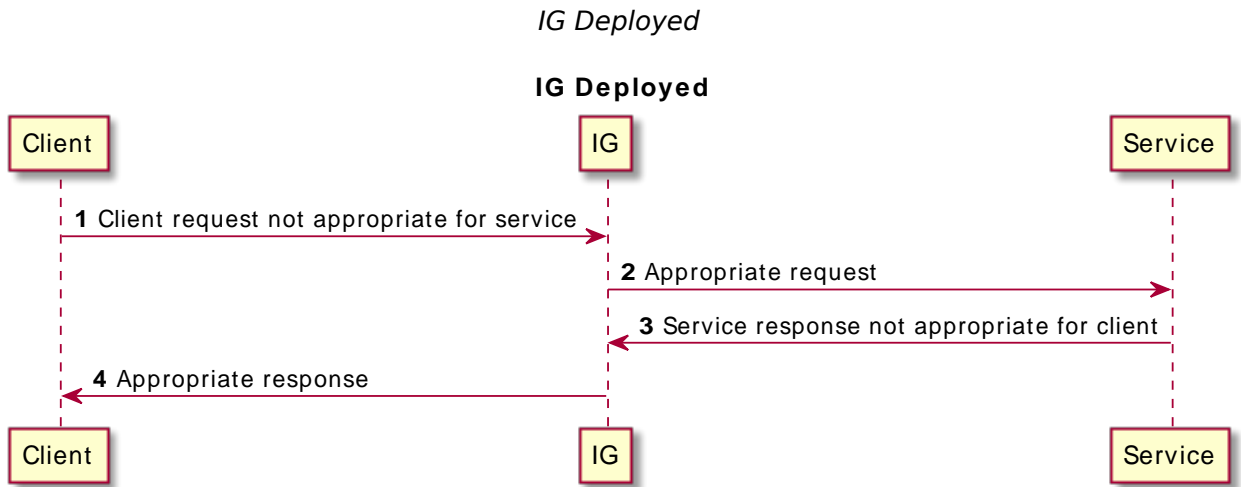 IG Deployed
IG Deployed
Client IG Service
1 Client request not appropriate for service
2 Appropriate request
3 Service response not appropriate for client
4 Appropriate response
Client IG Service